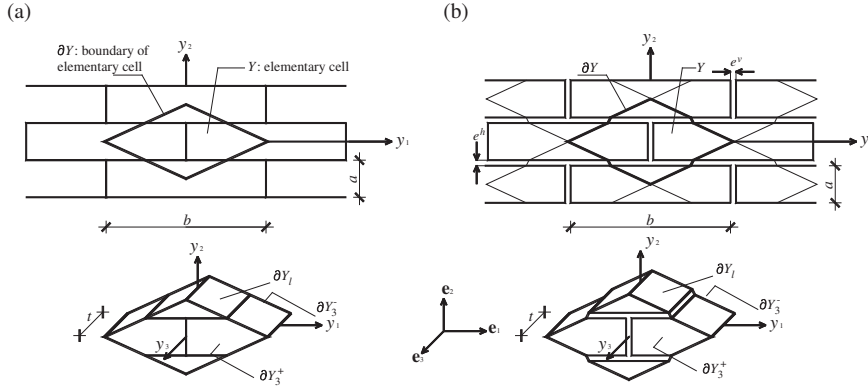 (a)
y₂
∂Y: boundary of
elementary cell
Y: elementary cell
y₁
a
b
y₂
∂Yₗ
∂Y₃⁻
y₁
t
y₃
∂Y₃⁺
e₂
e₁
e₃
(b)
y₂
∂Y
Y
eᵛ
eʰ
y
a
b
y₂
∂Yₗ
∂Y₃⁻
y₁
t
y₃
∂Y₃⁺